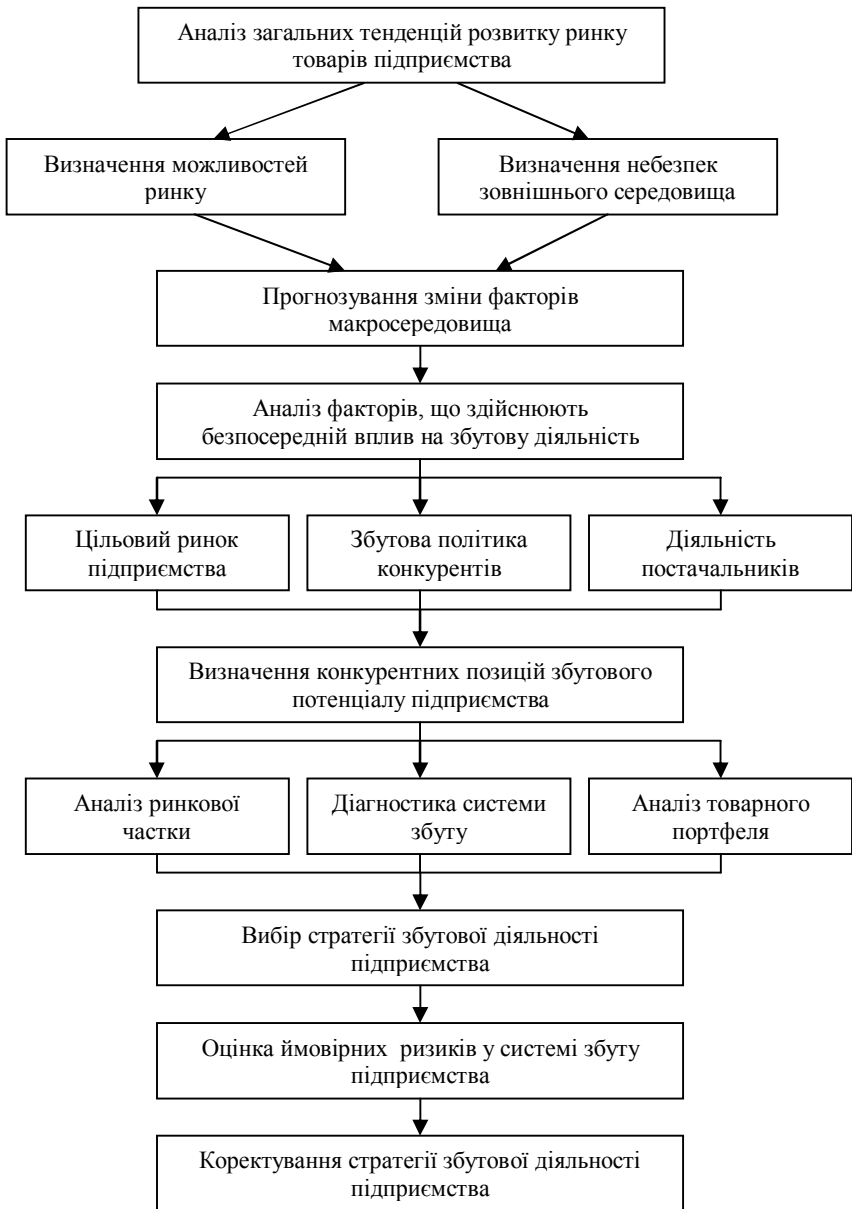 Аналіз загальних тенденцій розвитку ринку
товарів підприємства
Визначення можливостей
ринку
Визначення небезпек
зовнішнього середовища
Прогнозування зміни факторів
макросередовища
Аналіз факторів, що здійснюють
безпосередній вплив на збутову діяльність
Цільовий ринок
підприємства
Збутова політика
конкурентів
Діяльність
постачальників
Визначення конкурентних позицій збутового
потенціалу підприємства
Аналіз ринкової
частки
Діагностика системи
збуту
Аналіз товарного
портфеля
Вибір стратегії збутової діяльності
підприємства
Оцінка ймовірних ризиків у системі збуту
підприємства
Коректування стратегії збутової діяльності
підприємства